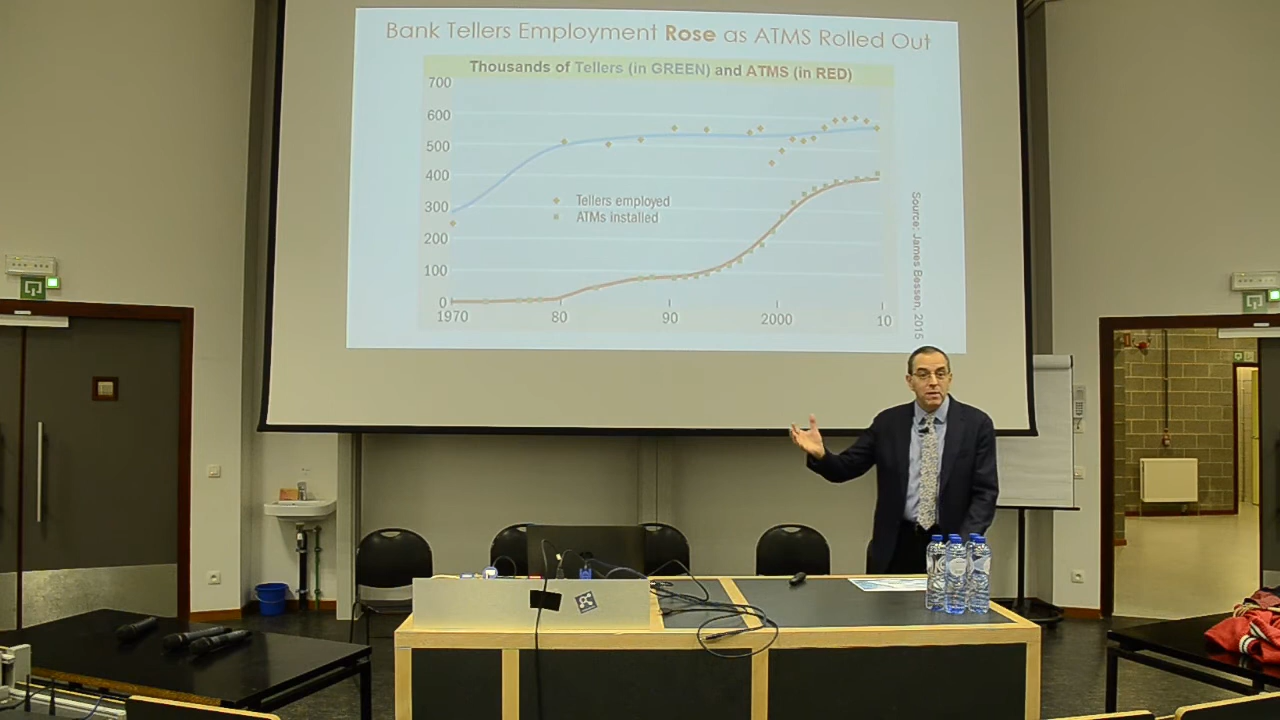 Bank Tellers Employment Rose as ATMS Rolled Out
Thousands of Tellers (in GREEN) and ATMS (in RED)
700
600
500
400
300
200
100
0
Tellers employed
ATMs installed
1970 80 90 2000 10
Source: James Bessen, 2015